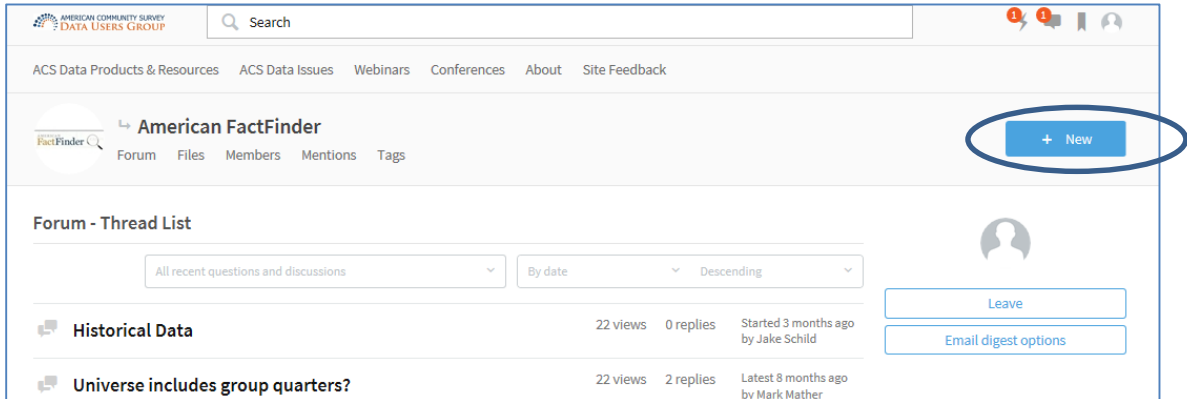 AMERICAN COMMUNITY SURVEY
DATA USERS GROUP
Search
1 1
ACS Data Products & Resources ACS Data Issues Webinars Conferences About Site Feedback
FactFinder
American FactFinder
Forum Files Members Mentions Tags
+ New
Forum - Thread List
All recent questions and discussions By date Descending
Leave
Email digest options
Historical Data 22 views 0 replies Started 3 months ago
by Jake Schild
Universe includes group quarters? 22 views 2 replies Latest 8 months ago
by Mark Mather